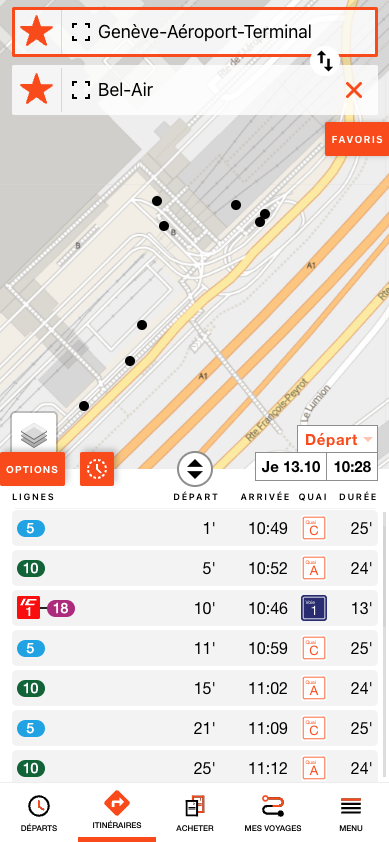 Genève-Aéroport-Terminal
Bel-Air
FAVORIS
B
B
A1
A1
Rte François-Peyrot
Le Lumion
Départ
OPTIONS
Je 13.10 10:28
LIGNES DÉPART ARRIVÉE QUAI DURÉE
5 1' 10:49 Quai C 25'
10 5' 10:52 Quai A 24'
IC 1 18 10' 10:46 Voie 1 13'
5 11' 10:59 Quai C 25'
10 15' 11:02 Quai A 24'
5 21' 11:09 Quai C 25'
10 25' 11:12 Quai A 24'
DÉPARTS ITINÉRAIRES ACHETER MES VOYAGES MENU